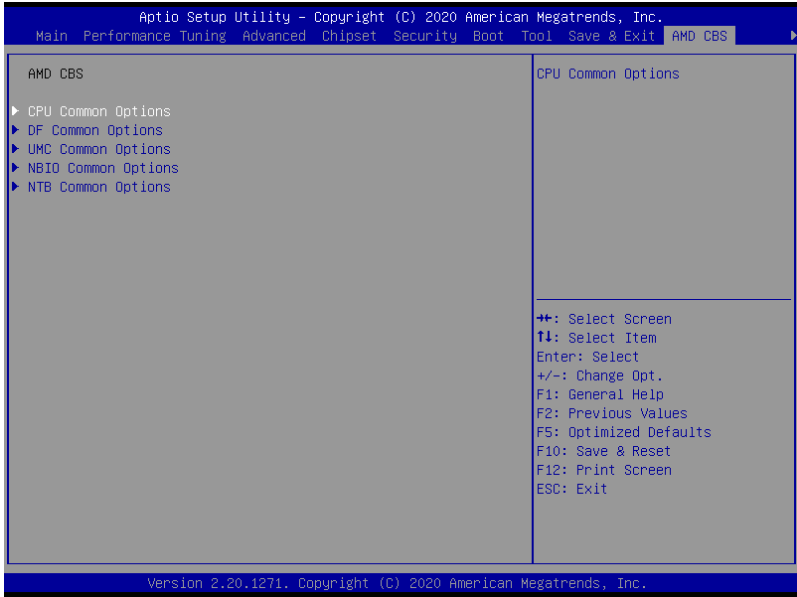 Aptio Setup Utility – Copyright (C) 2020 American Megatrends, Inc.
Main Performance Tuning Advanced Chipset Security Boot Tool Save & Exit AMD CBS
AMD CBS
CPU Common Options
DF Common Options
UMC Common Options
NBIO Common Options
NTB Common Options
CPU Common Options
→←: Select Screen
↑↓: Select Item
Enter: Select
+/-: Change Opt.
F1: General Help
F2: Previous Values
F5: Optimized Defaults
F10: Save & Reset
F12: Print Screen
ESC: Exit
Version 2.20.1271. Copyright (C) 2020 American Megatrends, Inc.